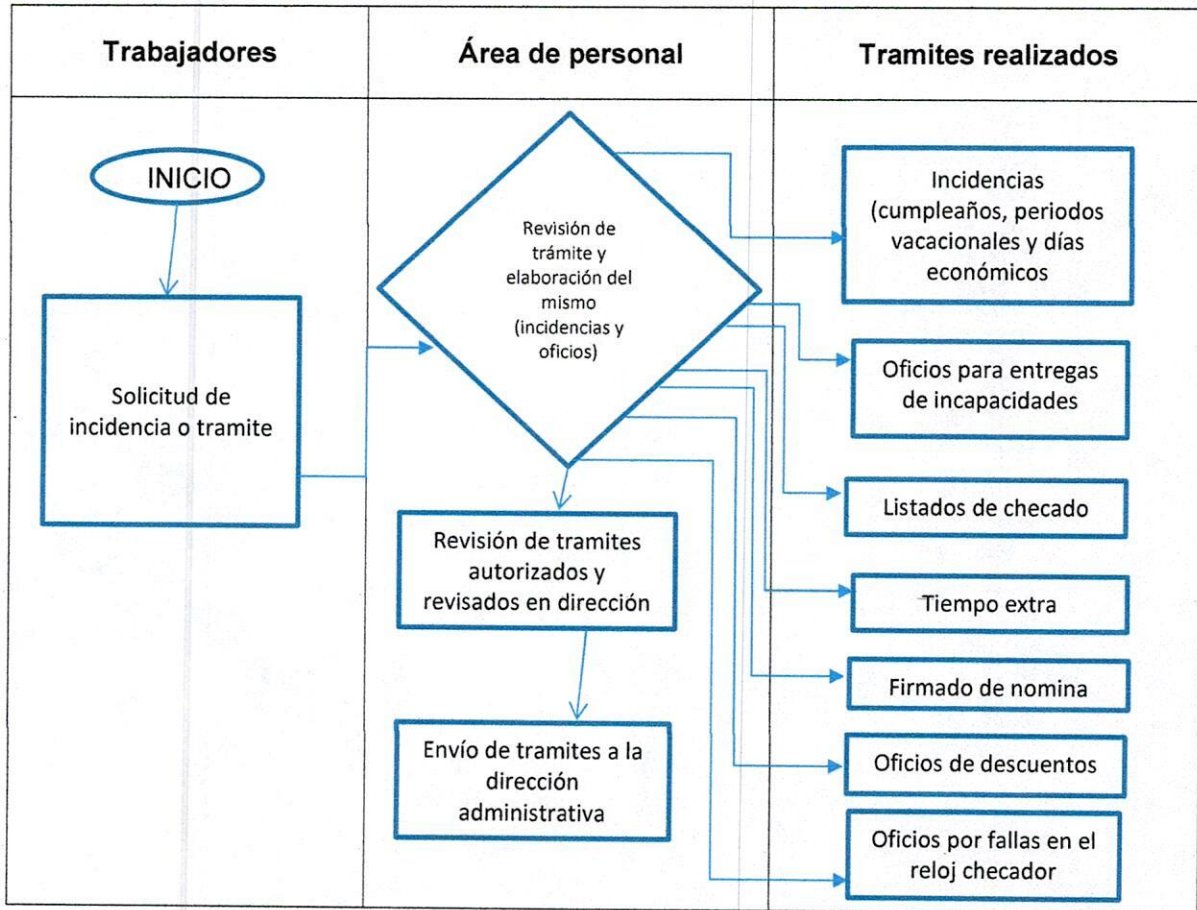 Trabajadores
Área de personal
Tramites realizados
INICIO
Solicitud de
incidencia o tramite
Revisión de
trámite y
elaboración del
mismo
(incidencias y
oficios)
Revisión de tramites
autorizados y
revisados en dirección
Envío de tramites a la
dirección
administrativa
Incidencias
(cumpleaños, periodos
vacacionales y días
económicos
Oficios para entregas
de incapacidades
Listados de checado
Tiempo extra
Firmado de nomina
Oficios de descuentos
Oficios por fallas en el
reloj checador